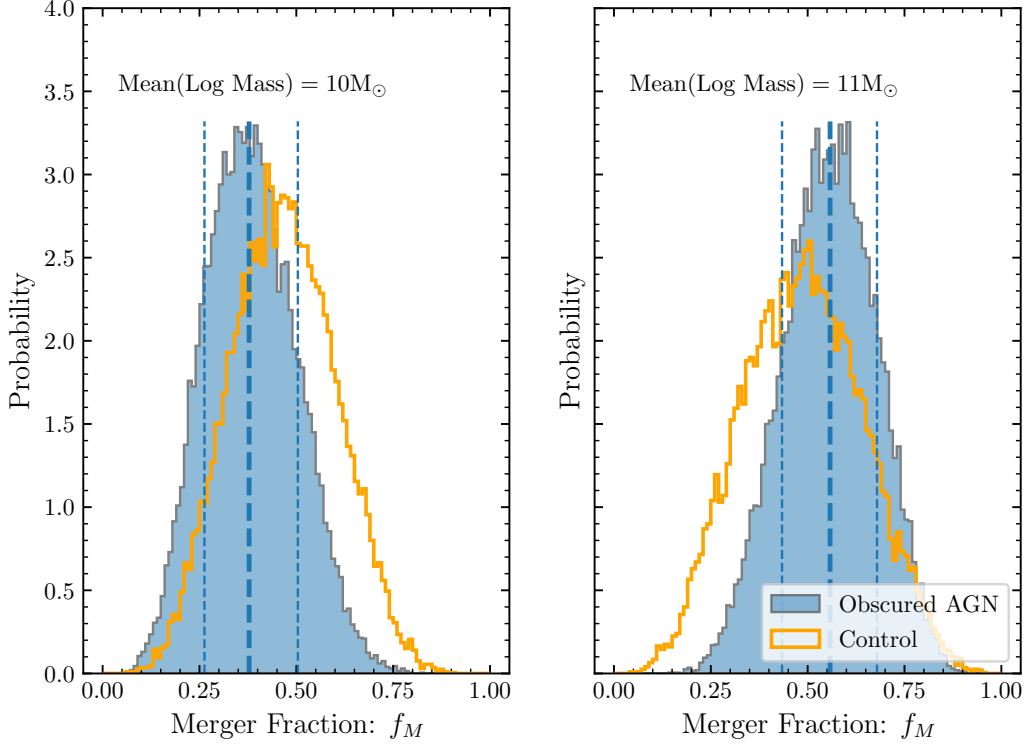 4.0
3.5
3.0
2.5
2.0
1.5
1.0
0.5
0.0
Probability
Mean(Log Mass) = 10M⊙
0.00 0.25 0.50 0.75 1.00
Merger Fraction: f_M
Probability
Mean(Log Mass) = 11M⊙
Obscured AGN
Control
0.00 0.25 0.50 0.75 1.00
Merger Fraction: f_M